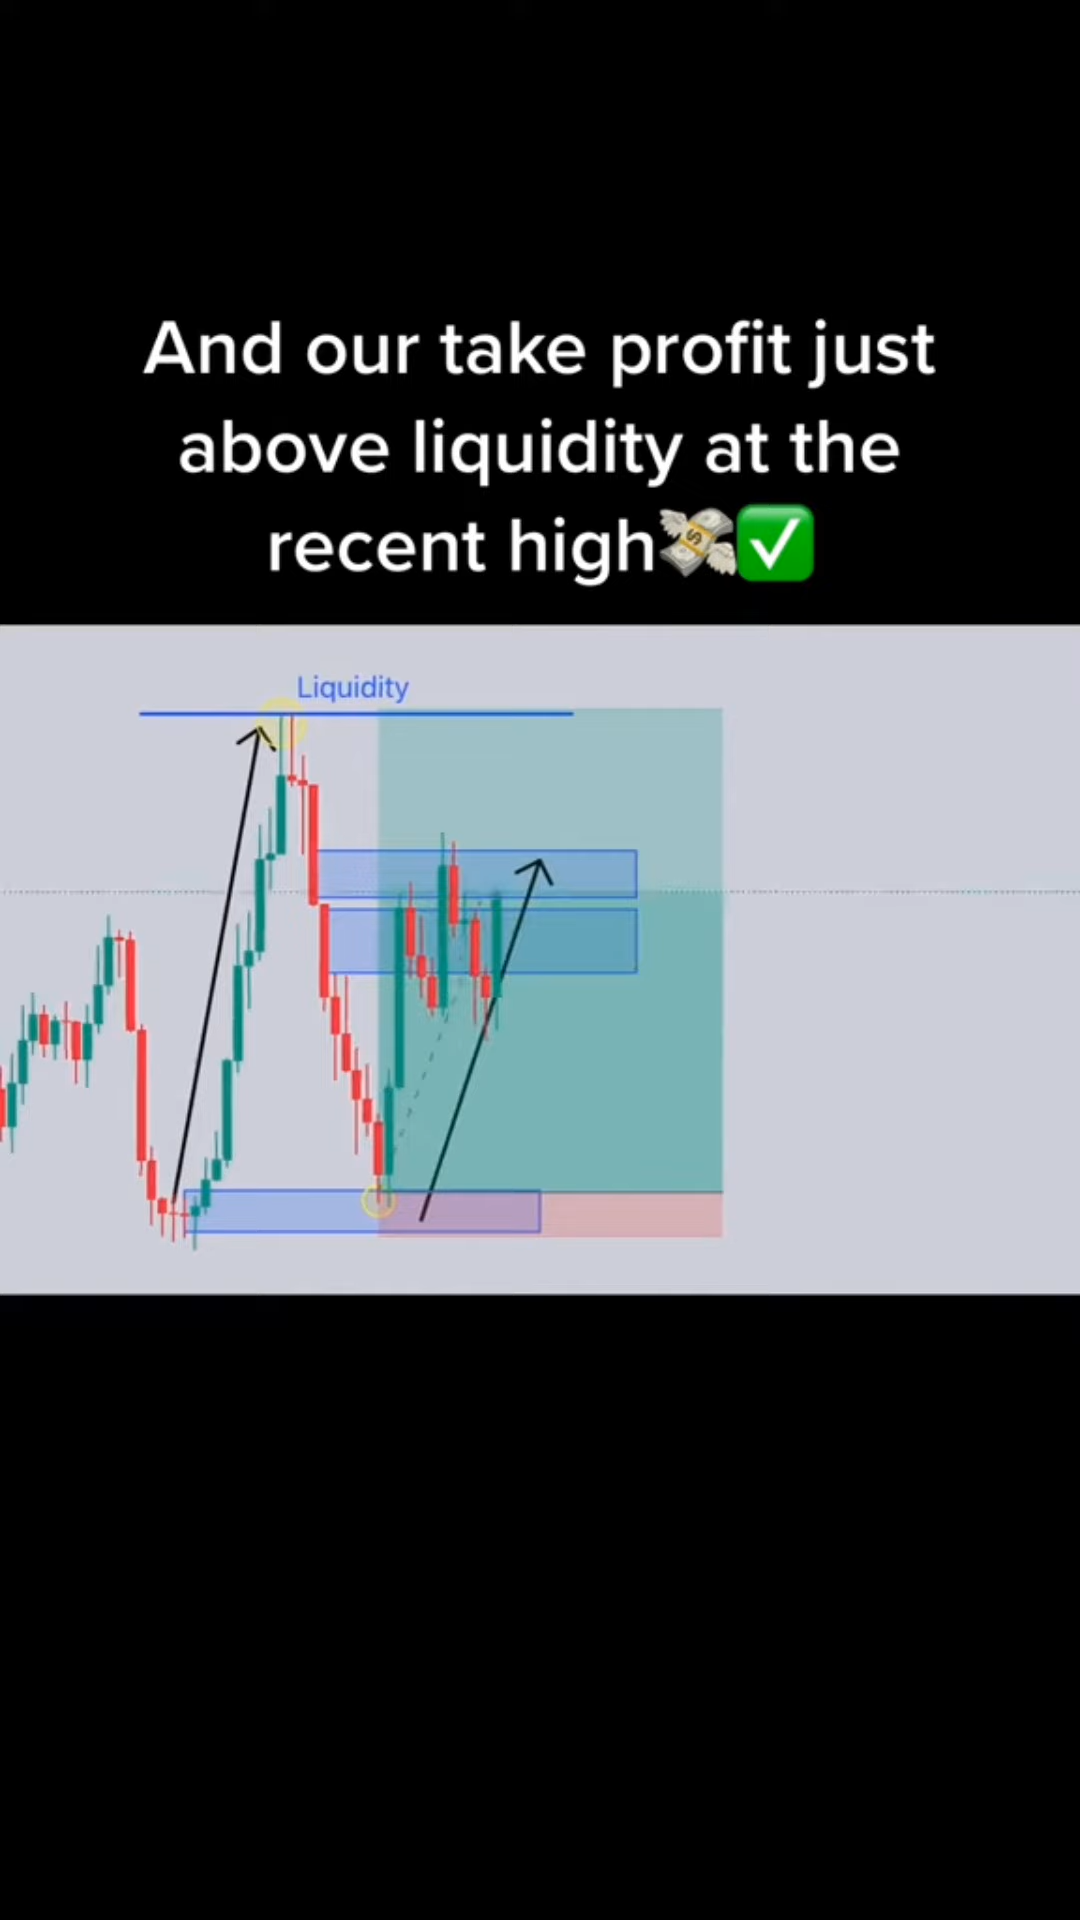 And our take profit just
above liquidity at the
recent high💸✅
Liquidity